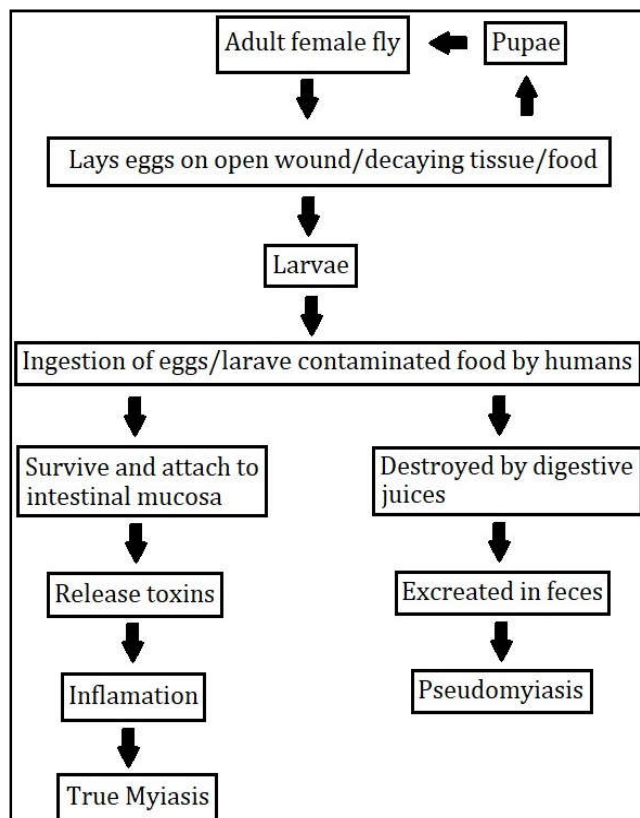 Adult female fly
Pupae
Lays eggs on open wound/decaying tissue/food
Larvae
Ingestion of eggs/larave contaminated food by humans
Survive and attach to
intestinal mucosa
Destroyed by digestive
juices
Release toxins
Excreated in feces
Inflamation
Pseudomyiasis
True Myiasis